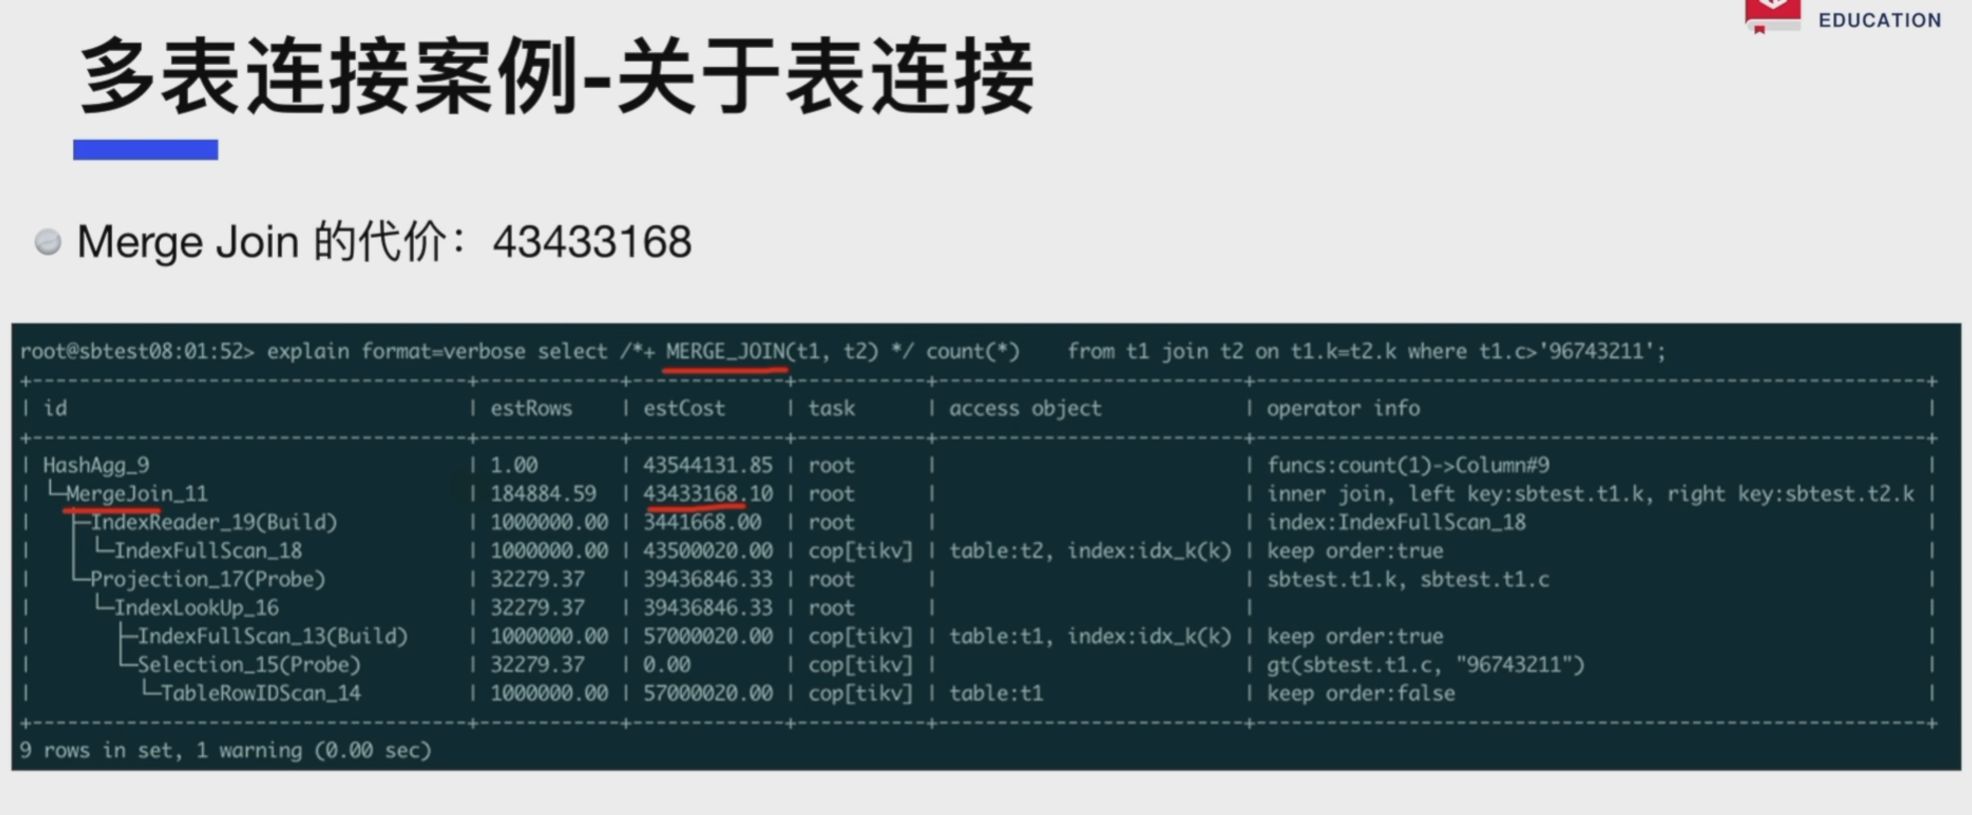 EDUCATION
多表连接案例-关于表连接
Merge Join 的代价：43433168
root@sbtest08:01:52> explain format=verbose select /*+ MERGE_JOIN(t1, t2) */ count(*)    from t1 join t2 on t1.k=t2.k where t1.c>'96743211';
+--------------------------------------+------------+-------------+-----------+--------------------------+----------------------------------------------------------+
| id                                   | estRows    | estCost     | task      | access object            | operator info                                            |
+--------------------------------------+------------+-------------+-----------+--------------------------+----------------------------------------------------------+
| HashAgg_9                            | 1.00       | 43544131.85 | root      |                          | funcs:count(1)->Column#9                                 |
| └─MergeJoin_11                       | 184884.59  | 43433168.10 | root      |                          | inner join, left key:sbtest.t1.k, right key:sbtest.t2.k |
|   ├─IndexReader_19(Build)            | 1000000.00 | 3441668.00  | root      |                          | index:IndexFullScan_18                                   |
|   │ └─IndexFullScan_18               | 1000000.00 | 43500020.00 | cop[tikv] | table:t2, index:idx_k(k) | keep order:true                                          |
|   └─Projection_17(Probe)             | 32279.37   | 39436846.33 | root      |                          | sbtest.t1.k, sbtest.t1.c                                 |
|     └─IndexLookUp_16                 | 32279.37   | 39436846.33 | root      |                          |                                                          |
|       ├─IndexFullScan_13(Build)      | 1000000.00 | 57000020.00 | cop[tikv] | table:t1, index:idx_k(k) | keep order:true                                          |
|       └─Selection_15(Probe)          | 32279.37   | 0.00        | cop[tikv] |                          | gt(sbtest.t1.c, "96743211")                              |
|         └─TableRowIDScan_14          | 1000000.00 | 57000020.00 | cop[tikv] | table:t1                 | keep order:false                                         |
+--------------------------------------+------------+-------------+-----------+--------------------------+----------------------------------------------------------+
9 rows in set, 1 warning (0.00 sec)